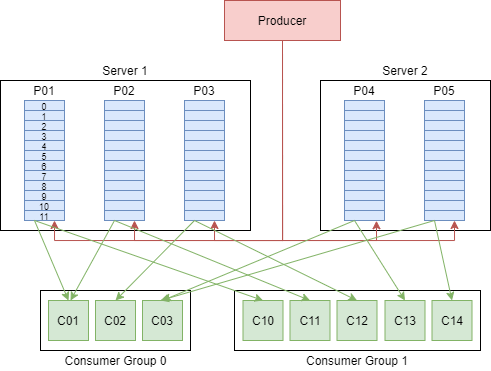 Producer
Server 1
Server 2
P01 P02 P03 P04 P05
0
1
2
3
4
5
6
7
8
9
10
11
C01 C02 C03 C10 C11 C12 C13 C14
Consumer Group 0
Consumer Group 1